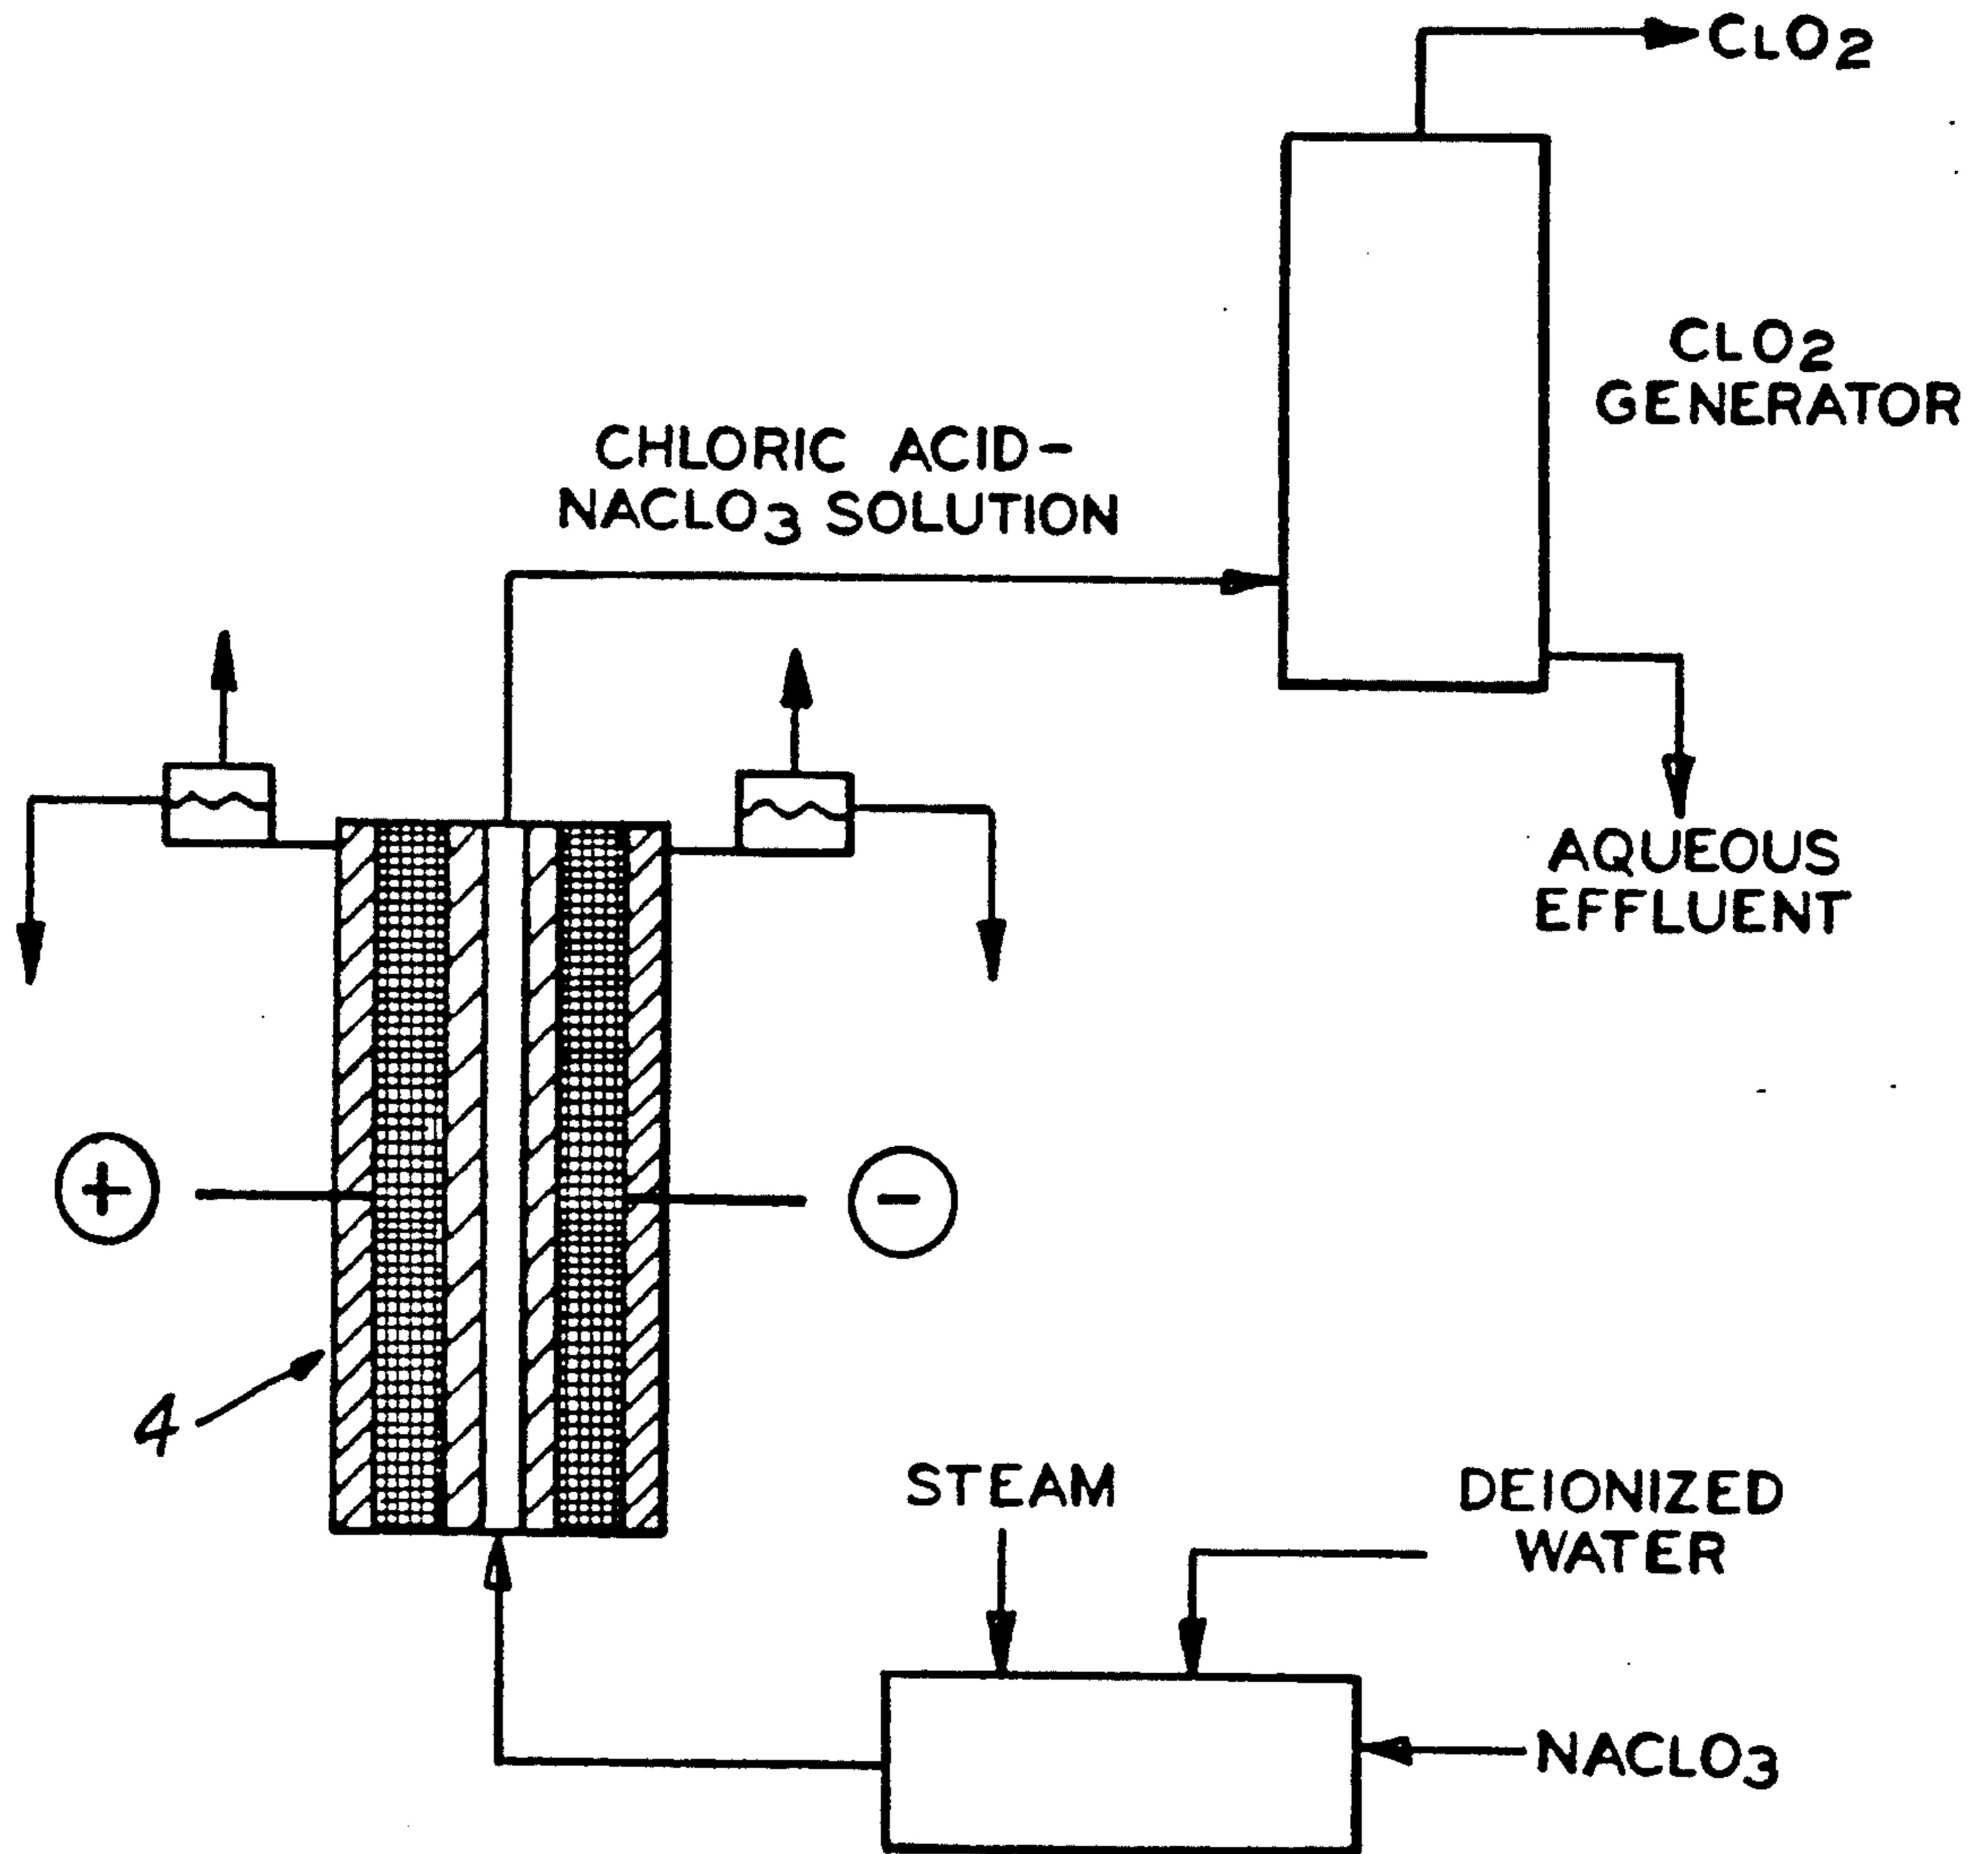 CLO2
CLO2
GENERATOR
CHLORIC ACID-
NACLO3 SOLUTION
AQUEOUS
EFFLUENT
+
-
4
STEAM
DEIONIZED
WATER
NACLO3